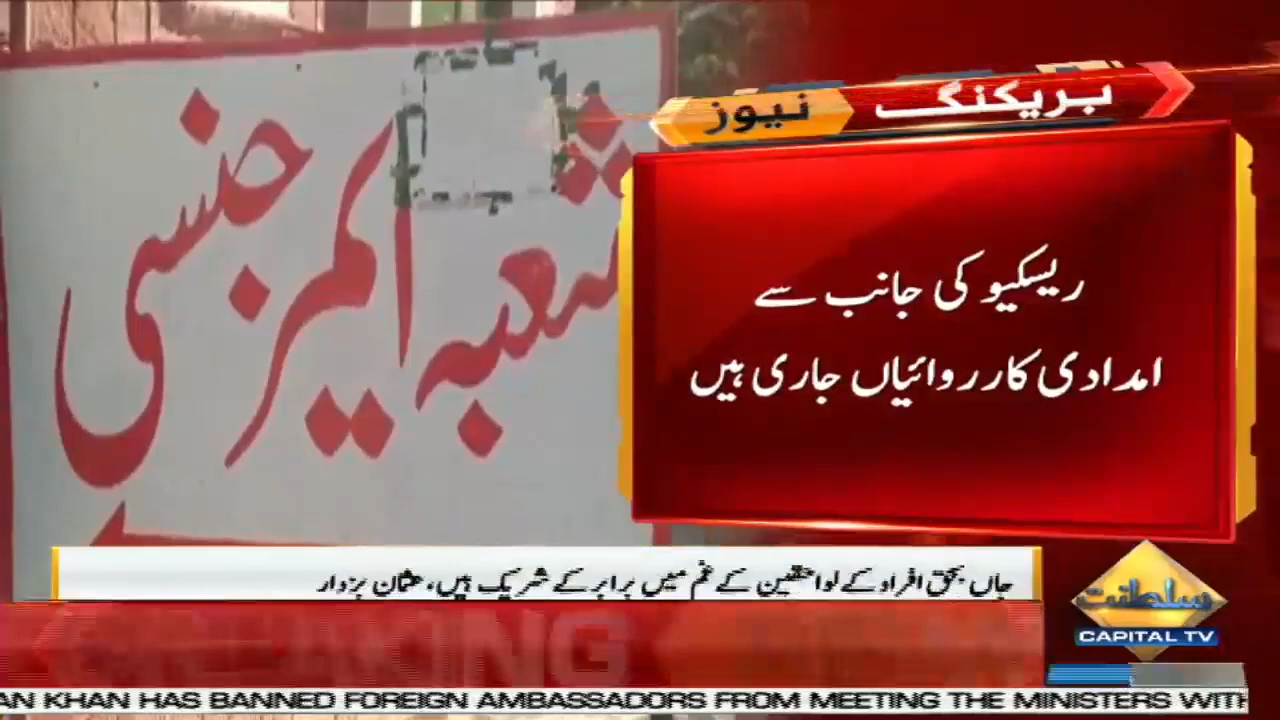 بریکنگ نیوز
شعبہ ایمرجنسی
ریسکیو کی جانب سے
امدادی کارروائیاں جاری ہیں
جاں بحق افراد کے لواحقین کے غم میں برابر کے شریک ہیں، عثمان بزدار
سلطنت
CAPITAL TV
BREAKING
AN KHAN HAS BANNED FOREIGN AMBASSADORS FROM MEETING THE MINISTERS WITH